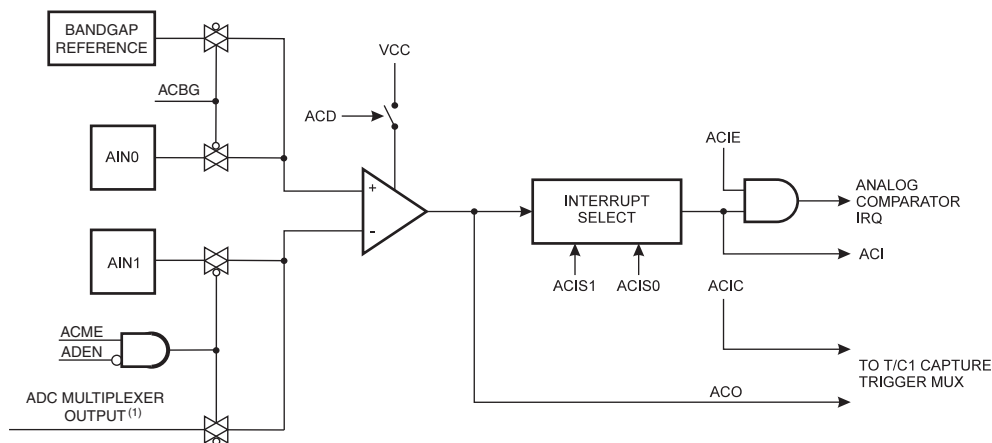 BANDGAP
REFERENCE
VCC
ACBG
ACD
AIN0
ACIE
+
INTERRUPT
SELECT
ANALOG
COMPARATOR
IRQ
-
AIN1
ACI
ACIS1 ACIS0 ACIC
ACME
ADEN
TO T/C1 CAPTURE
TRIGGER MUX
ADC MULTIPLEXER
OUTPUT (1)
ACO